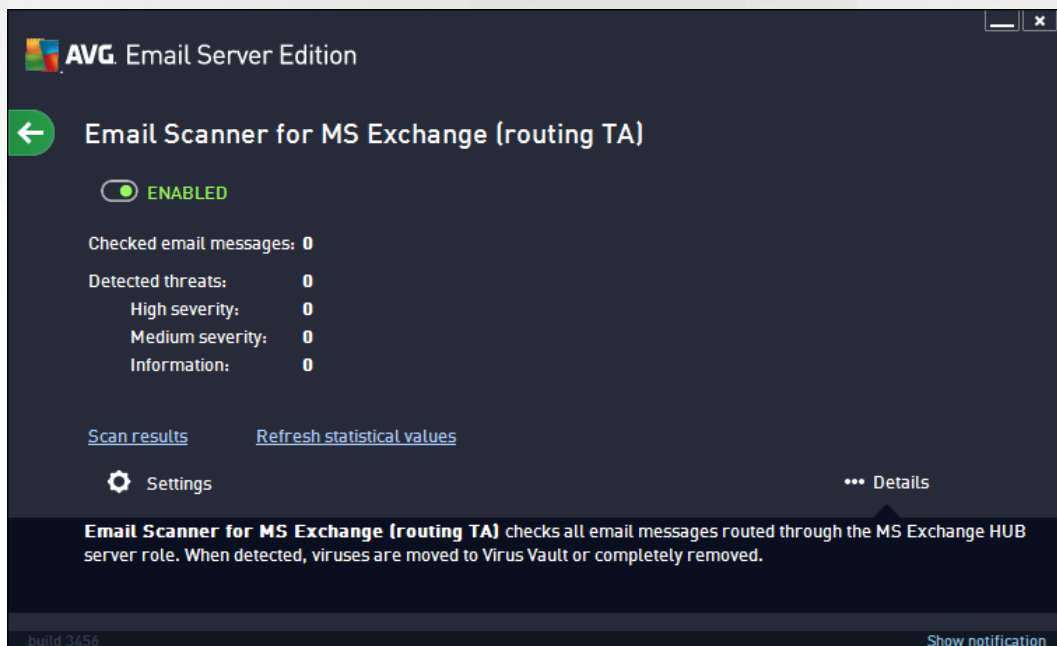 AVG. Email Server Edition
Email Scanner for MS Exchange (routing TA)
ENABLED
Checked email messages: 0
Detected threats: 0
High severity: 0
Medium severity: 0
Information: 0
Scan results Refresh statistical values
Settings ••• Details
Email Scanner for MS Exchange (routing TA) checks all email messages routed through the MS Exchange HUB
server role. When detected, viruses are moved to Virus Vault or completely removed.
build 3456 Show notification